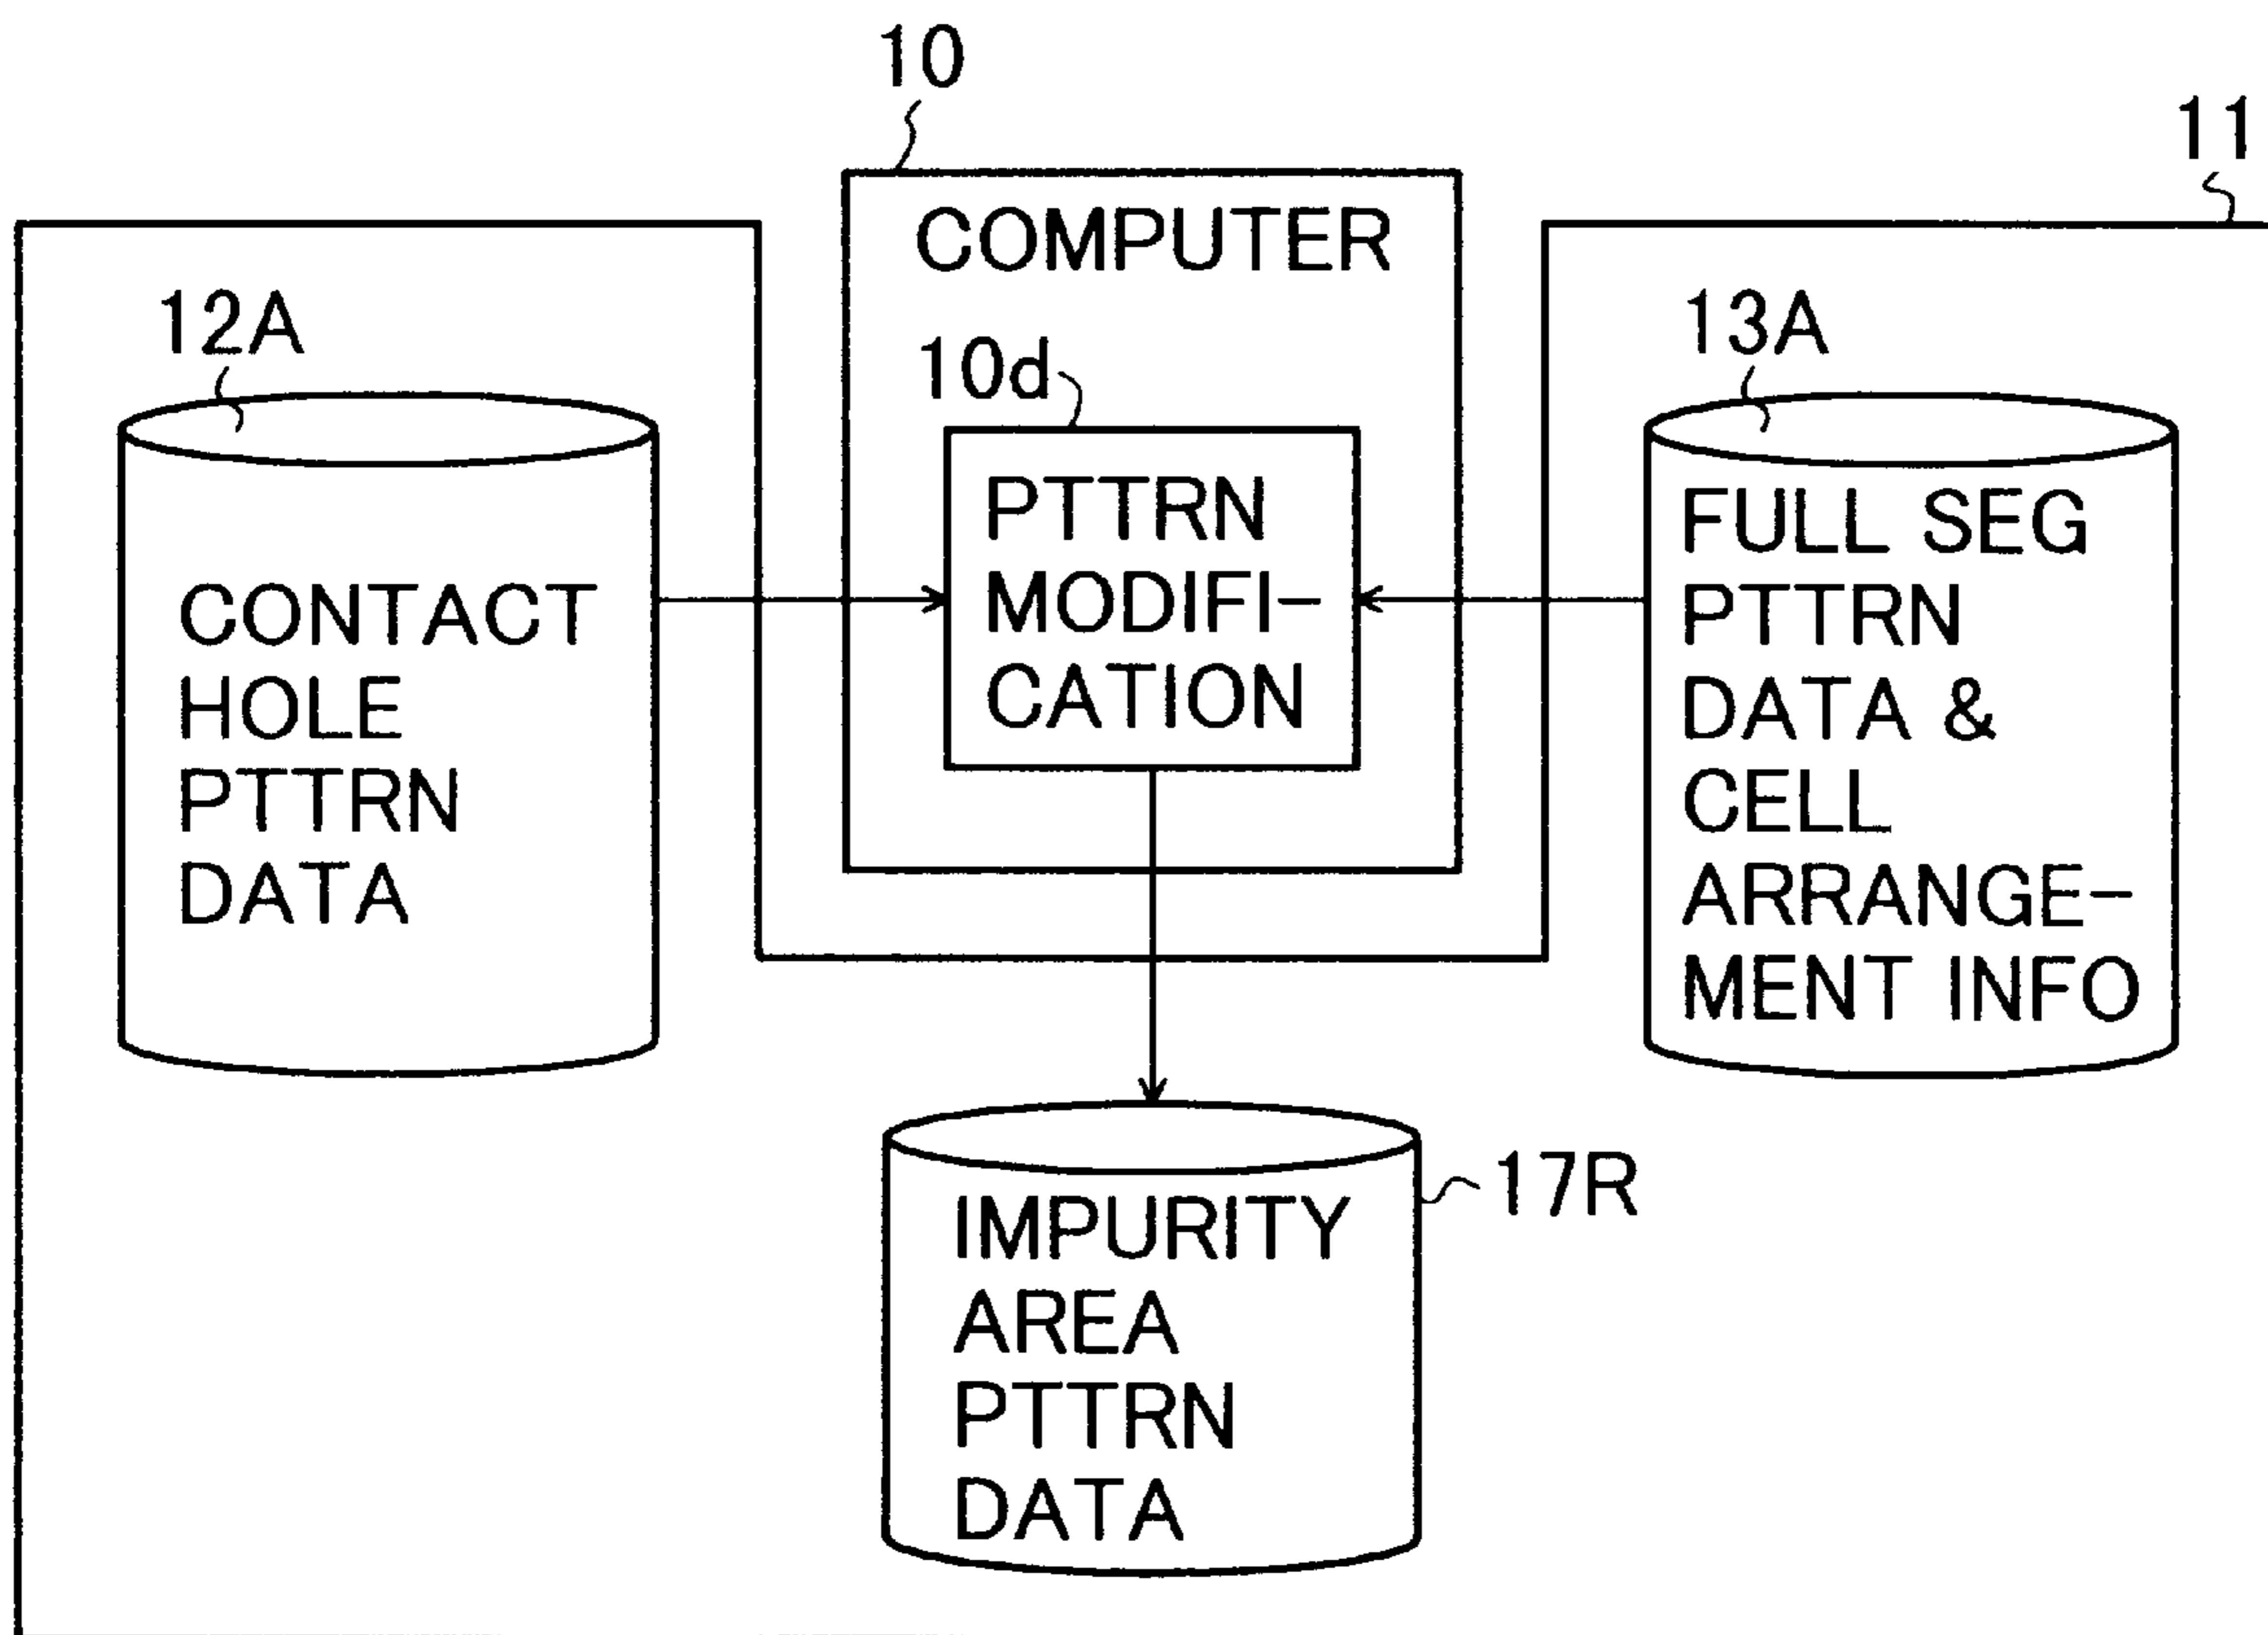 10
11
COMPUTER
12A
10d
13A
CONTACT
HOLE
PTTRN
DATA
PTTRN
MODIFI-
CATION
FULL SEG
PTTRN
DATA &
CELL
ARRANGE-
MENT INFO
17R
IMPURITY
AREA
PTTRN
DATA